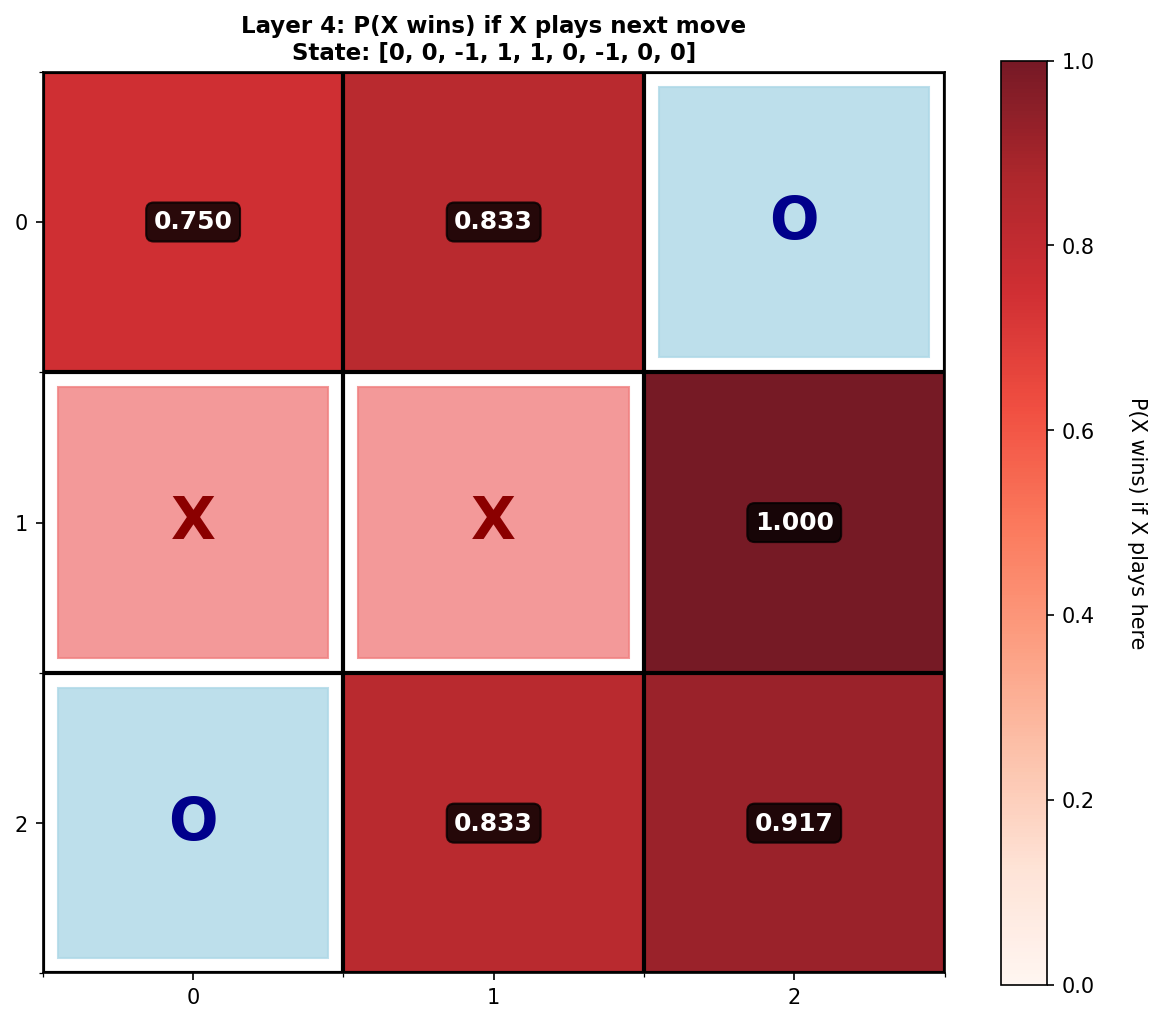 Layer 4: P(X wins) if X plays next move
State: [0, 0, -1, 1, 1, 0, -1, 0, 0]
0 0.750 0.833 O
1 X X 1.000
2 O 0.833 0.917
0 1 2
1.0
0.8
0.6
0.4
0.2
0.0
P(X wins) if X plays here